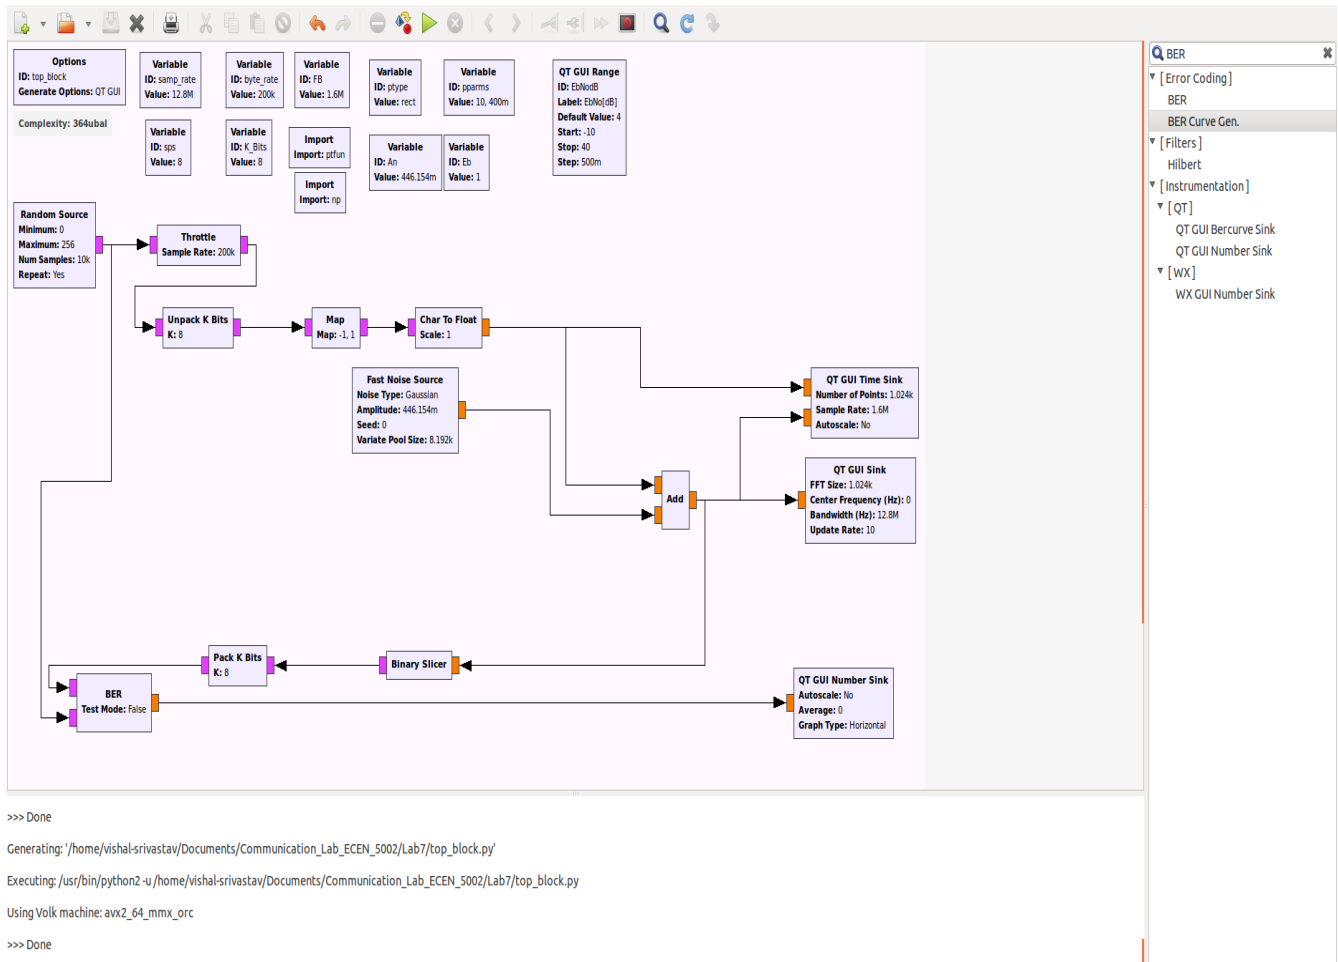 Options
ID: top_block
Generate Options: QT GUI
Complexity: 364ubal
Variable
ID: samp_rate
Value: 12.8M
Variable
ID: byte_rate
Value: 200k
Variable
ID: FB
Value: 1.6M
Variable
ID: ptype
Value: rect
Variable
ID: pparms
Value: 10, 400m
QT GUI Range
ID: EbNodB
Label: EbNo[dB]
Default Value: 4
Start: -10
Stop: 40
Step: 500m
Variable
ID: sps
Value: 8
Variable
ID: K_Bits
Value: 8
Import
Import: ptfun
Import
Import: np
Variable
ID: An
Value: 446.154m
Variable
ID: Eb
Value: 1
Random Source
Minimum: 0
Maximum: 256
Num Samples: 10k
Repeat: Yes
Throttle
Sample Rate: 200k
Unpack K Bits
K: 8
Map
Map: -1, 1
Char To Float
Scale: 1
Fast Noise Source
Noise Type: Gaussian
Amplitude: 446.154m
Seed: 0
Variate Pool Size: 8.192k
QT GUI Time Sink
Number of Points: 1.024k
Sample Rate: 1.6M
Autoscale: No
Add
QT GUI Sink
FFT Size: 1.024k
Center Frequency (Hz): 0
Bandwidth (Hz): 12.8M
Update Rate: 10
Pack K Bits
K: 8
Binary Slicer
BER
Test Mode: False
QT GUI Number Sink
Autoscale: No
Average: 0
Graph Type: Horizontal
BER
[Error Coding]
BER
BER Curve Gen.
[Filters]
Hilbert
[Instrumentation]
[QT]
QT GUI Bercurve Sink
QT GUI Number Sink
[WX]
WX GUI Number Sink
>>> Done
Generating: '/home/vishal-srivastav/Documents/Communication_Lab_ECEN_5002/Lab7/top_block.py'
Executing: /usr/bin/python2 -u /home/vishal-srivastav/Documents/Communication_Lab_ECEN_5002/Lab7/top_block.py
Using Volk machine: avx2_64_mmx_orc
>>> Done